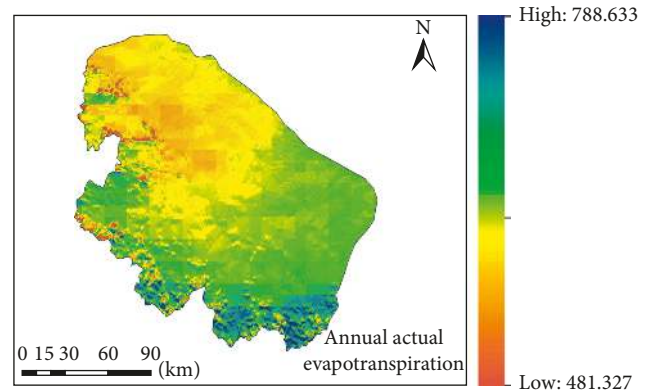 High: 788.633
N
Annual actual
evapotranspiration
0 15 30 60 90
(km)
Low: 481.327